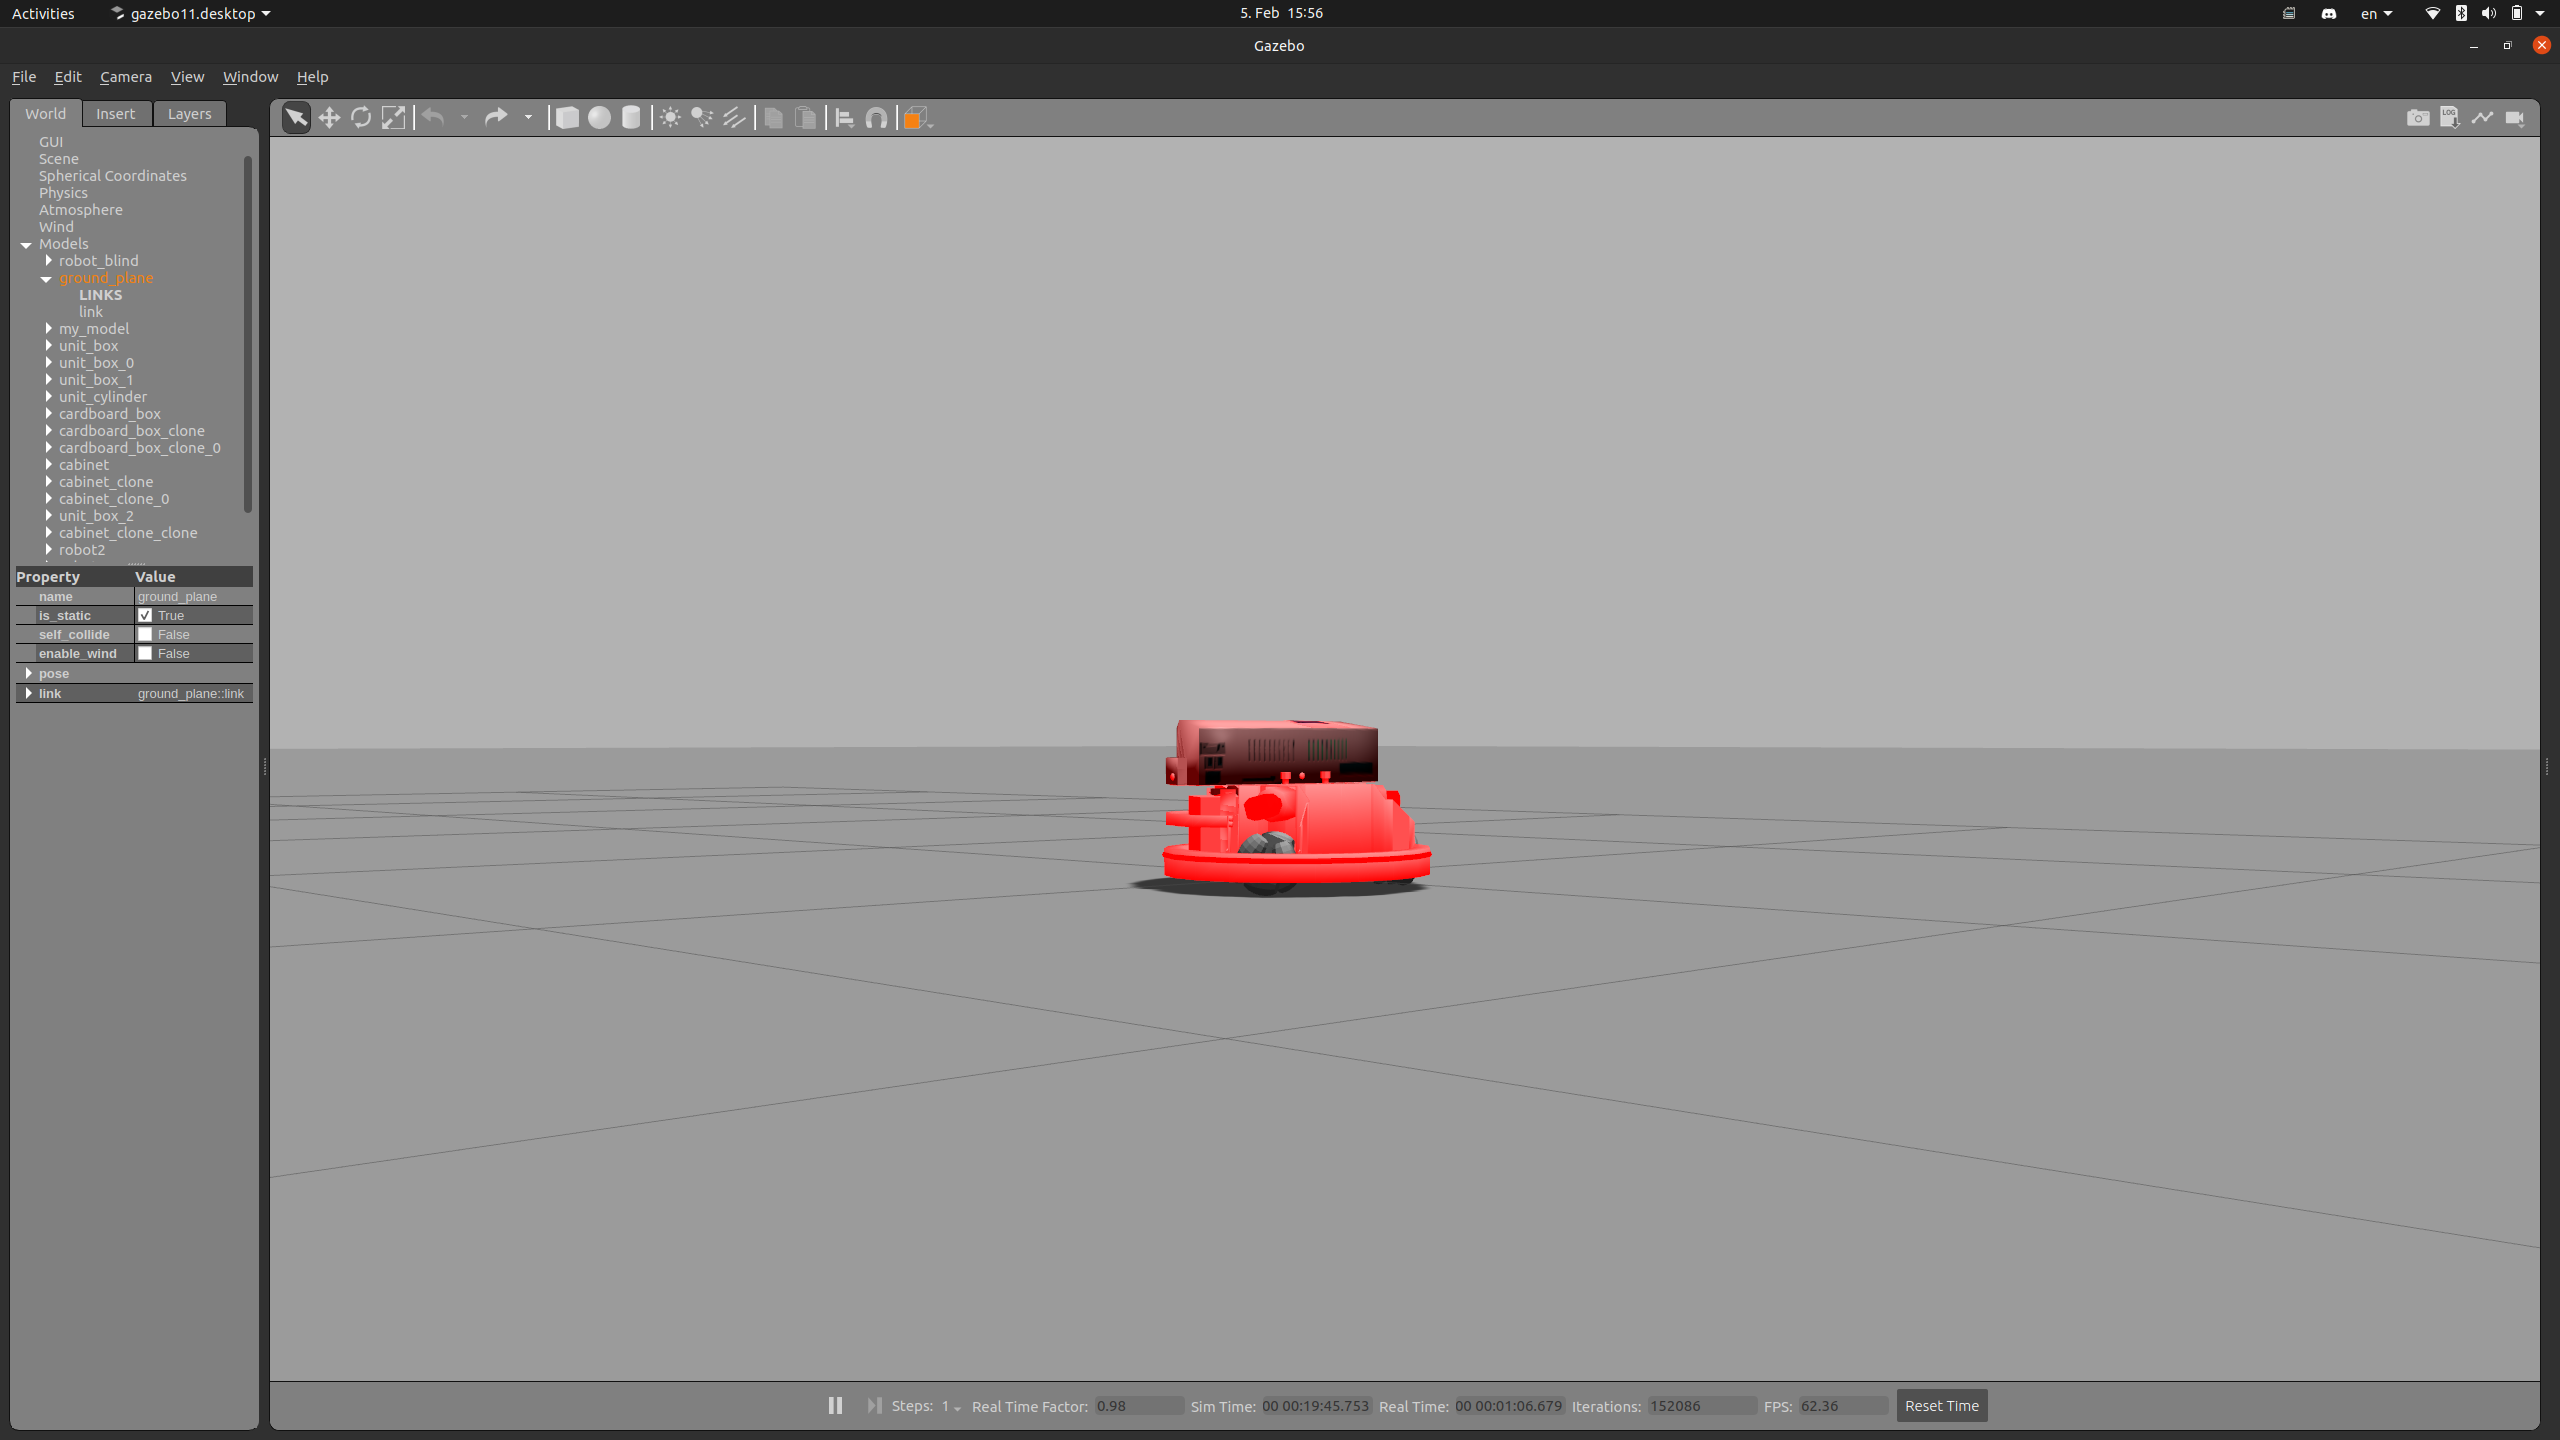 Activities gazebo11.desktop 5. Feb 15:56 en
Gazebo
File Edit Camera View Window Help
World Insert Layers
LOG
GUI
Scene
Spherical Coordinates
Physics
Atmosphere
Wind
Models
robot_blind
ground_plane
LINKS
link
my_model
unit_box
unit_box_0
unit_box_1
unit_cylinder
cardboard_box
cardboard_box_clone
cardboard_box_clone_0
cabinet
cabinet_clone
cabinet_clone_0
unit_box_2
cabinet_clone_clone
robot2
Property Value
name ground_plane
is_static True
self_collide False
enable_wind False
pose
link ground_plane::link
Steps: 1 Real Time Factor: 0.98 Sim Time: 00 00:19:45.753 Real Time: 00 00:01:06.679 Iterations: 152086 FPS: 62.36 Reset Time